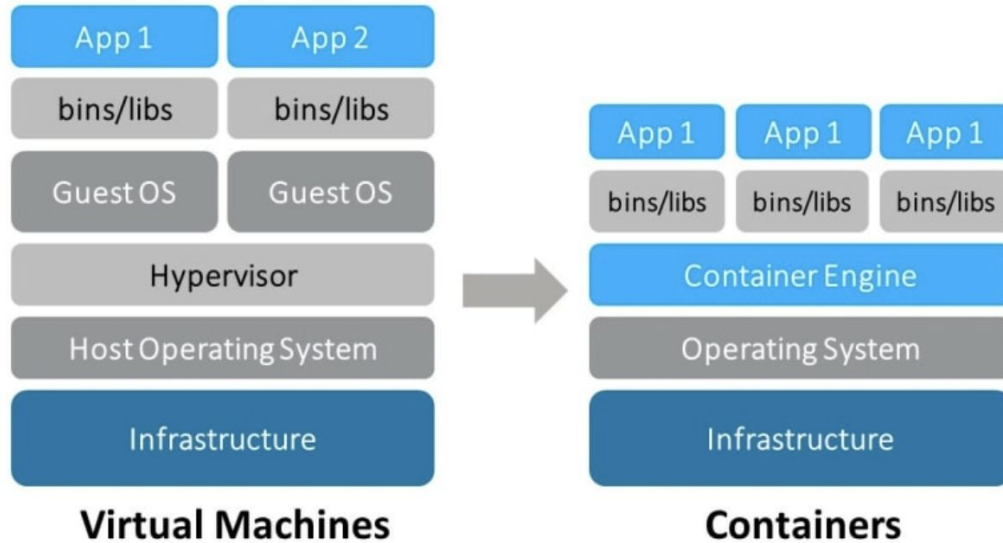 App 1
App 2
bins/libs
bins/libs
Guest OS
Guest OS
Hypervisor
Host Operating System
Infrastructure
Virtual Machines
App 1
App 1
App 1
bins/libs
bins/libs
bins/libs
Container Engine
Operating System
Infrastructure
Containers